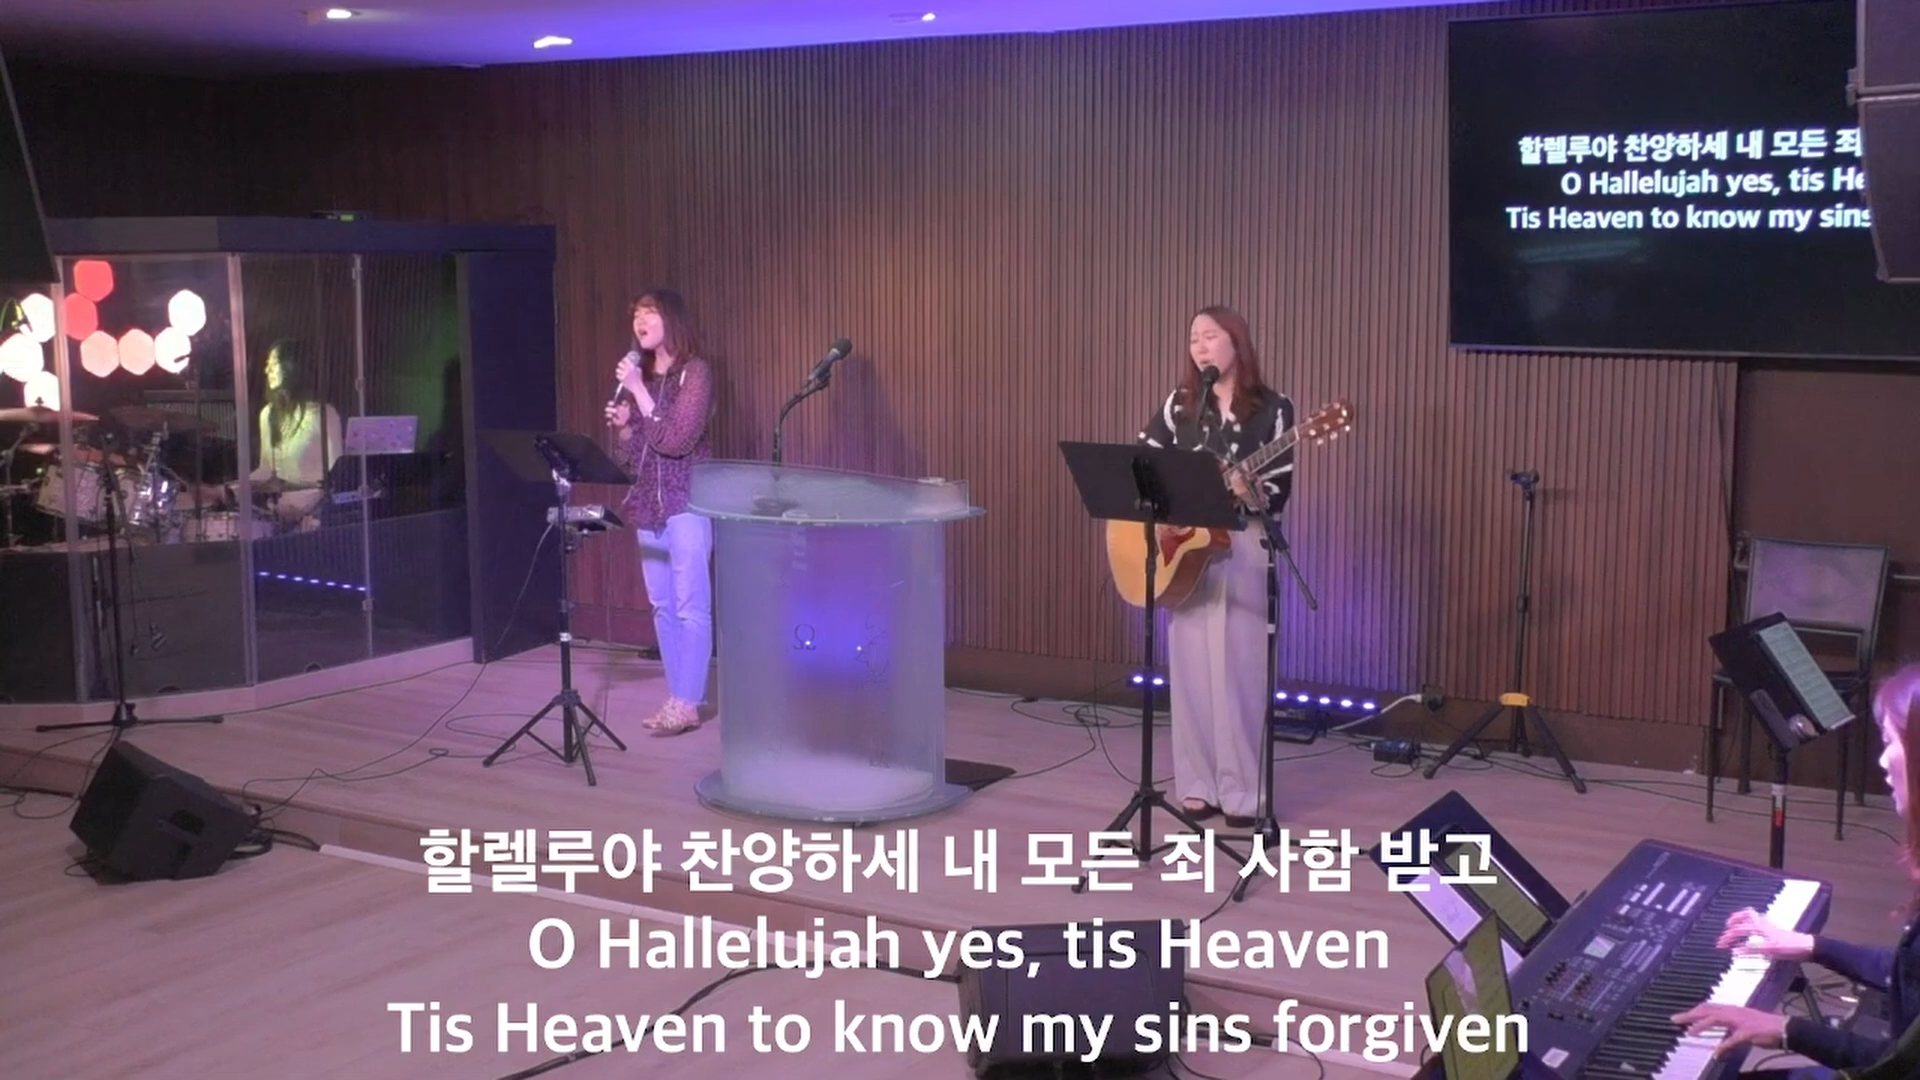 할렐루야 찬양하세 내 모든 죄
O Hallelujah yes, tis He
Tis Heaven to know my sins
Ω
할렐루야 찬양하세 내 모든 죄 사함 받고
O Hallelujah yes, tis Heaven
Tis Heaven to know my sins forgiven